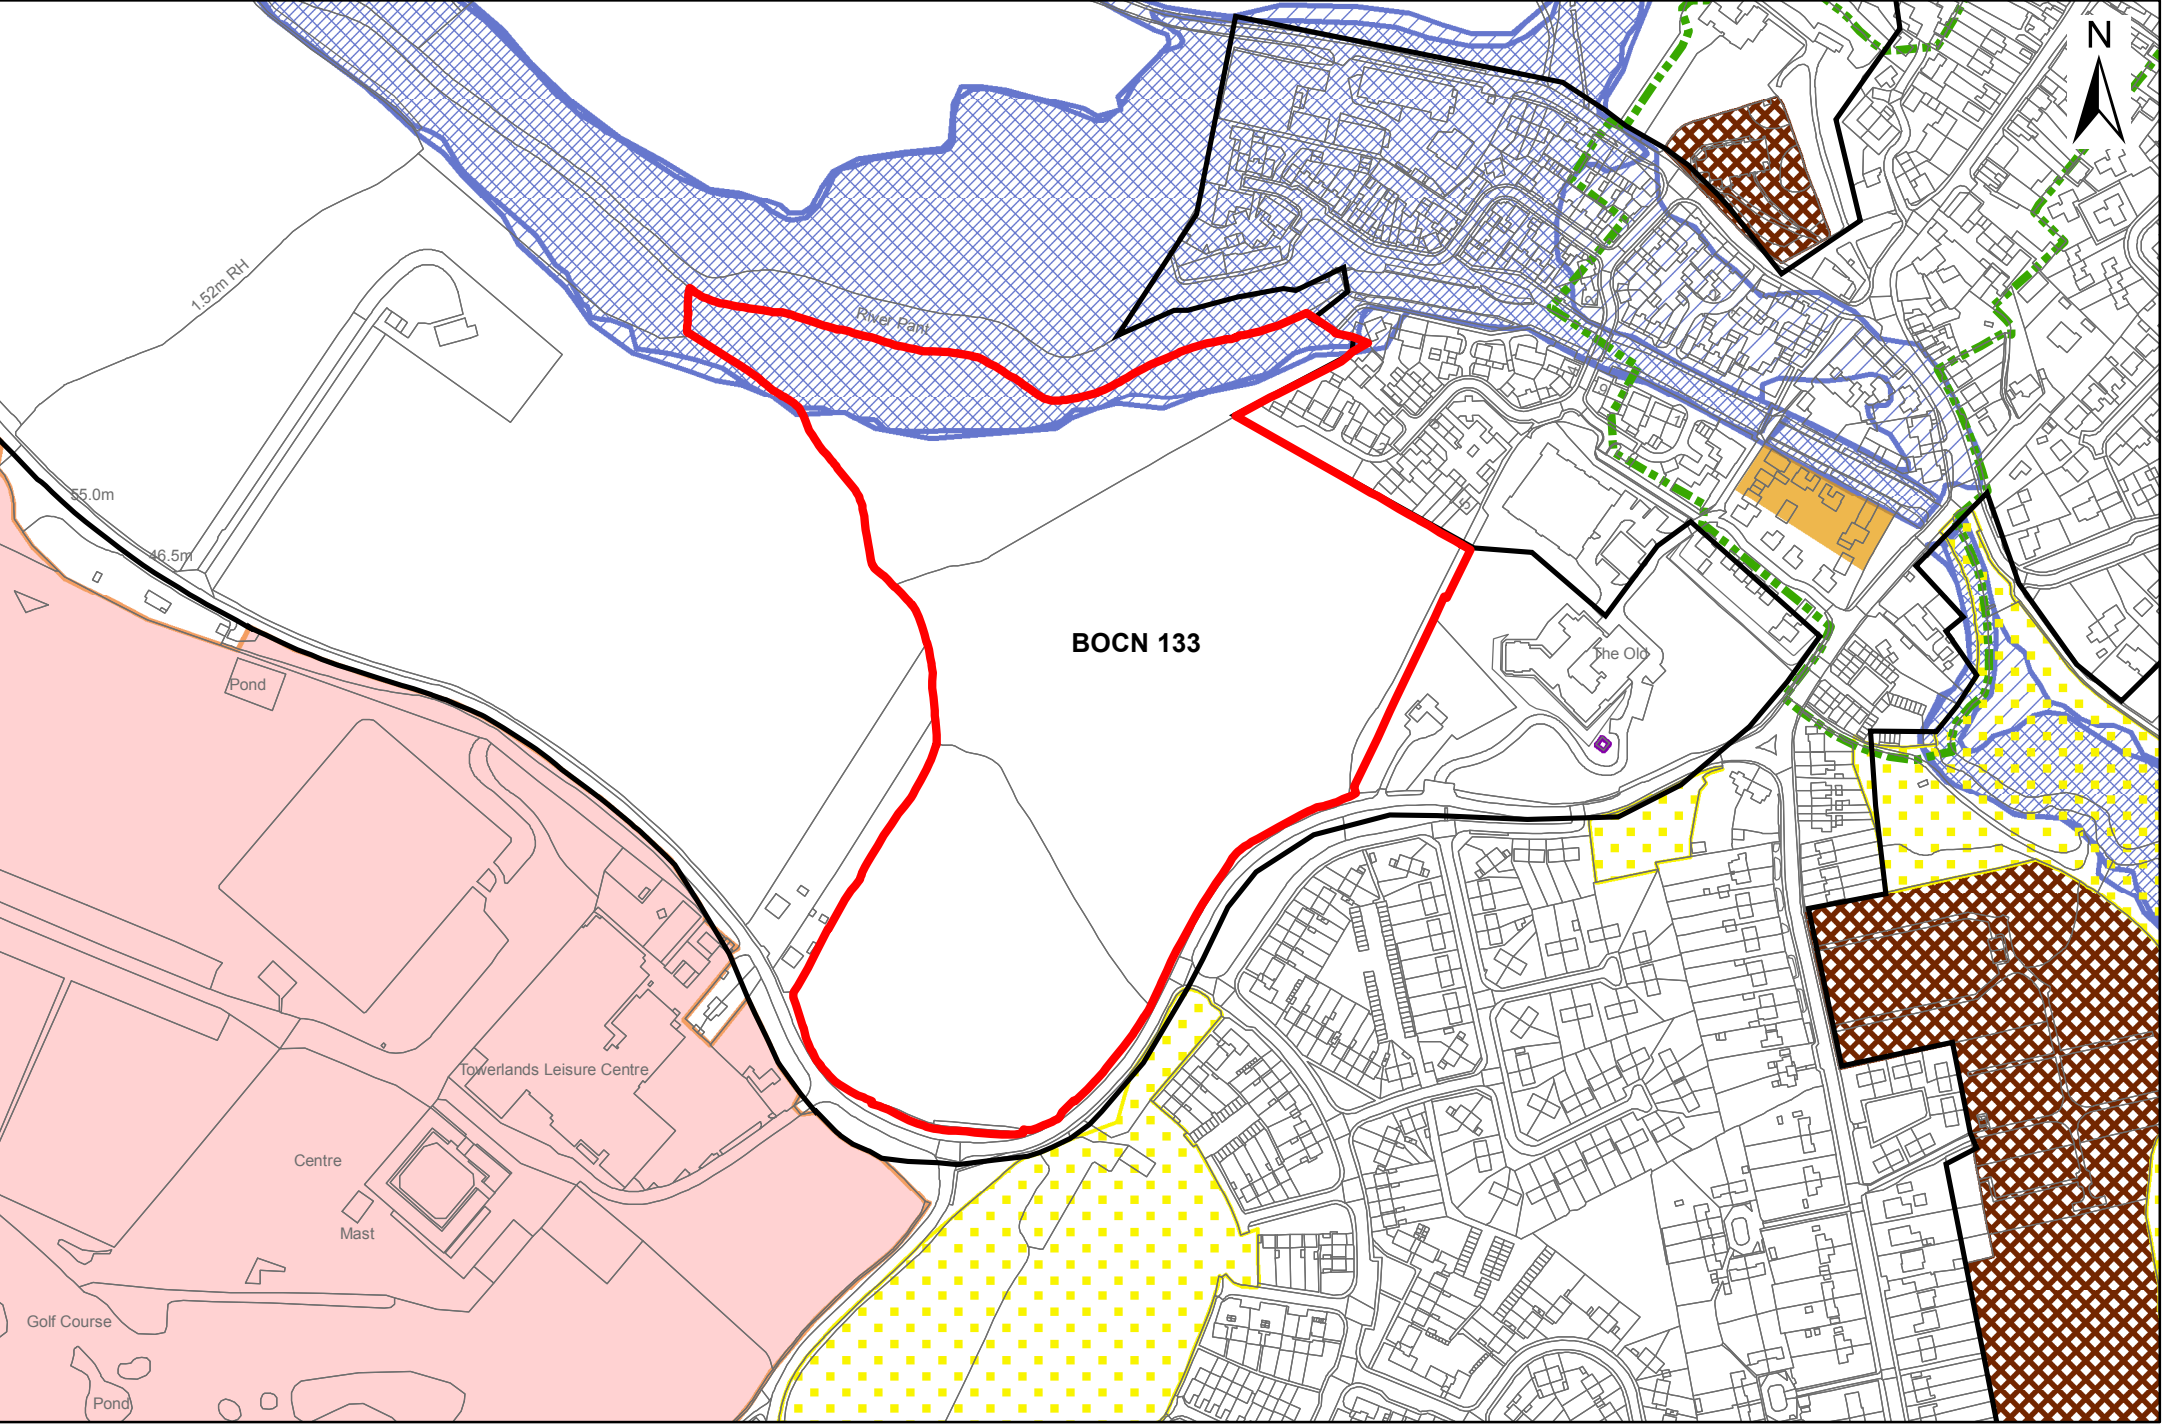 N
1.52m RH
River Pant
55.0m
46.5m
15
BOCN 133
The Old
Pond
Towerlands Leisure Centre
Centre
Mast
Golf Course
Pond